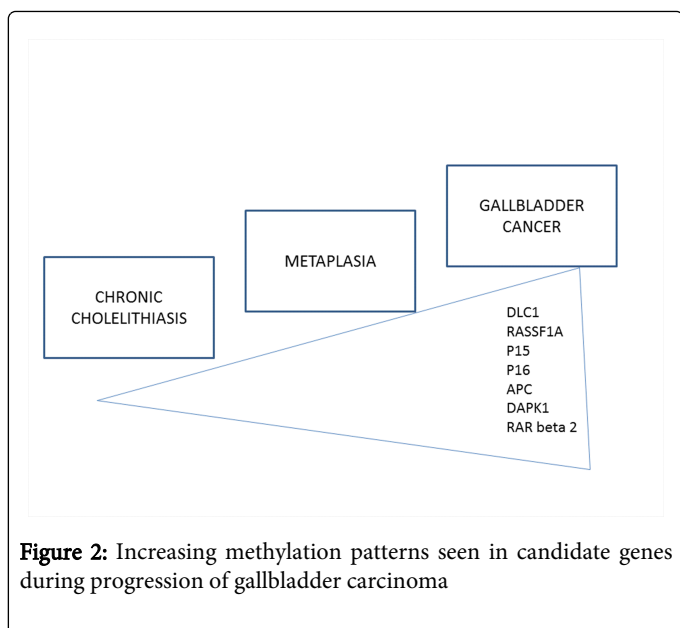 GALLBLADDER
CANCER
METAPLASIA
CHRONIC
CHOLELITHIASIS
DLC1
RASSF1A
P15
P16
APC
DAPK1
RAR beta 2
Figure 2: Increasing methylation patterns seen in candidate genes
during progression of gallbladder carcinoma